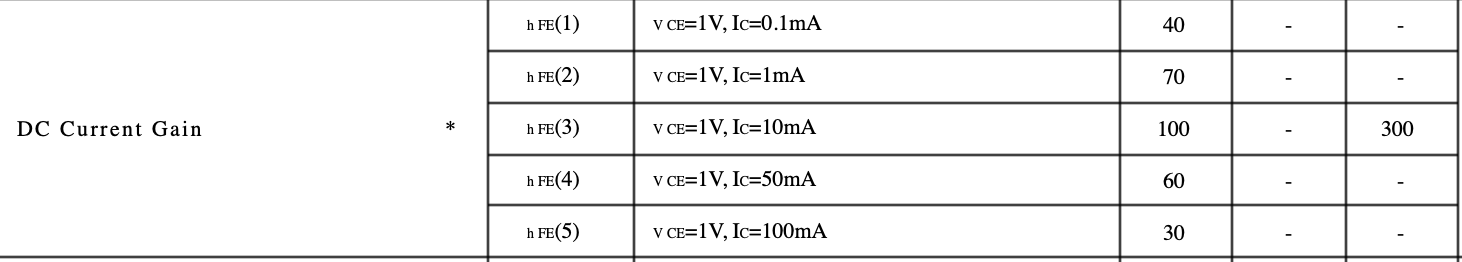 h FE(1) V CE=1V, IC=0.1mA 40 - -
h FE(2) V CE=1V, IC=1mA 70 - -
DC Current Gain * h FE(3) V CE=1V, IC=10mA 100 - 300
h FE(4) V CE=1V, IC=50mA 60 - -
h FE(5) V CE=1V, IC=100mA 30 - -